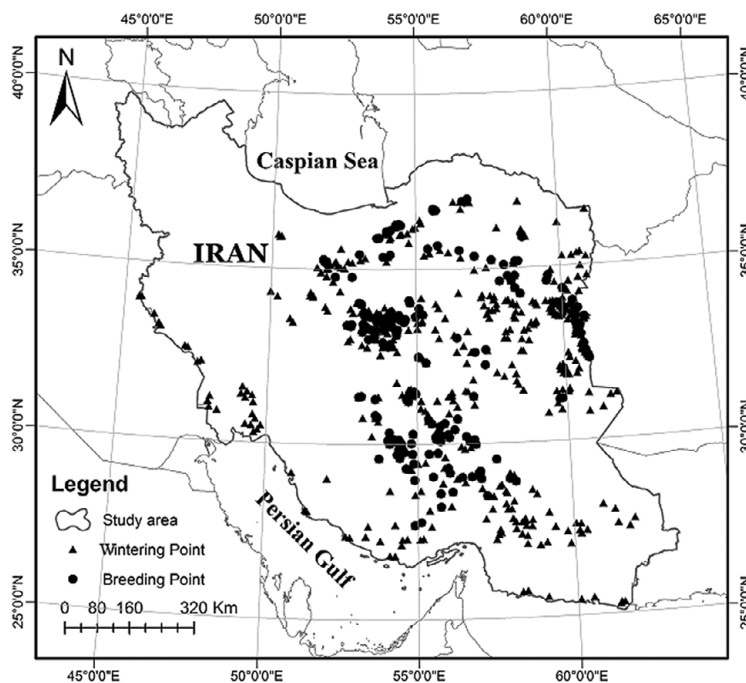 45°0'0"E 50°0'0"E 55°0'0"E 60°0'0"E 65°0'0"E
40°0'0"N
40°0'0"N
N
Caspian Sea
IRAN
35°0'0"N
35°0'0"N
30°0'0"N
30°0'0"N
Legend
Study area
Wintering Point
Breeding Point
Persian Gulf
25°0'0"N
25°0'0"N
0 80 160 320 Km
45°0'0"E 50°0'0"E 55°0'0"E 60°0'0"E